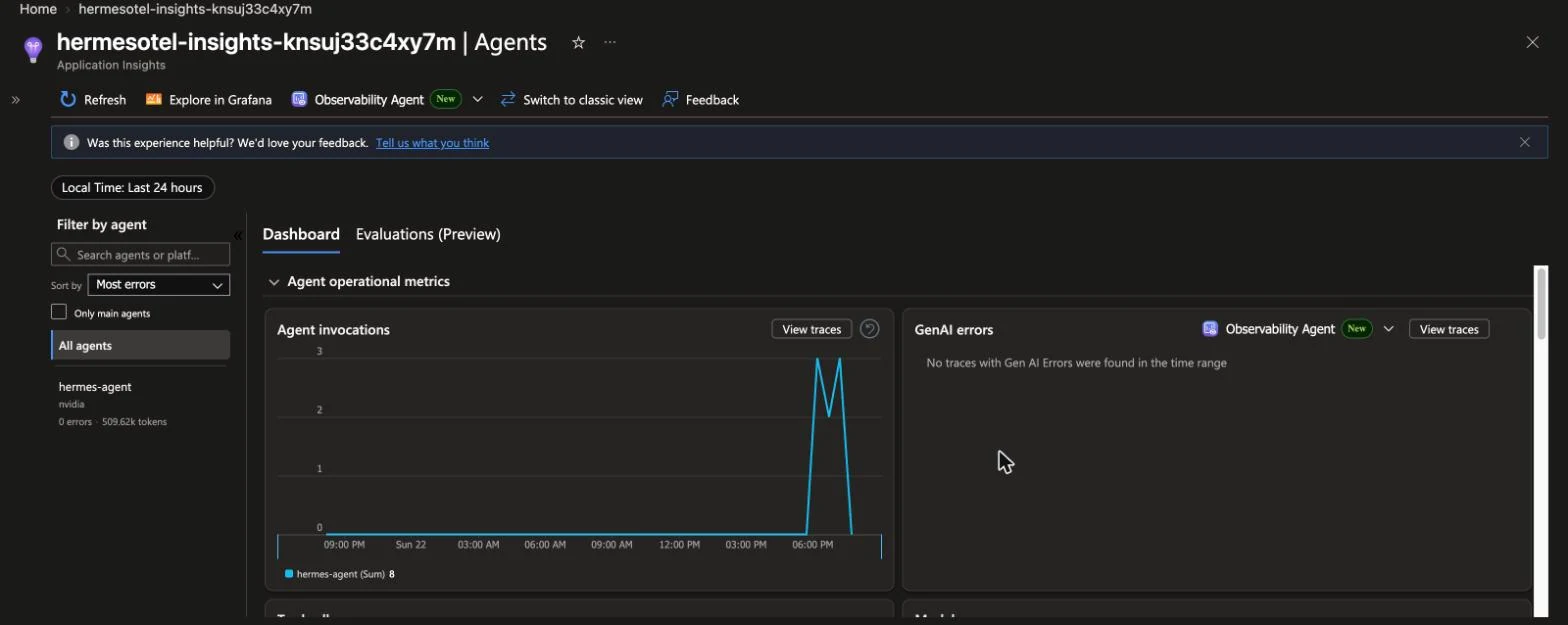 Home > hermesotel-insights-knsuj33c4xy7m
hermesotel-insights-knsuj33c4xy7m | Agents
Application Insights
Refresh Explore in Grafana Observability Agent New Switch to classic view Feedback
Was this experience helpful? We'd love your feedback. Tell us what you think
Local Time: Last 24 hours
Filter by agent
Search agents or platf...
Sort by Most errors
Only main agents
All agents
hermes-agent
nvidia
0 errors · 509.62k tokens
Dashboard Evaluations (Preview)
Agent operational metrics
Agent invocations View traces
3
2
1
0
09:00 PM Sun 22 03:00 AM 06:00 AM 09:00 AM 12:00 PM 03:00 PM 06:00 PM
hermes-agent (Sum) 8
GenAI errors Observability Agent New View traces
No traces with Gen AI Errors were found in the time range